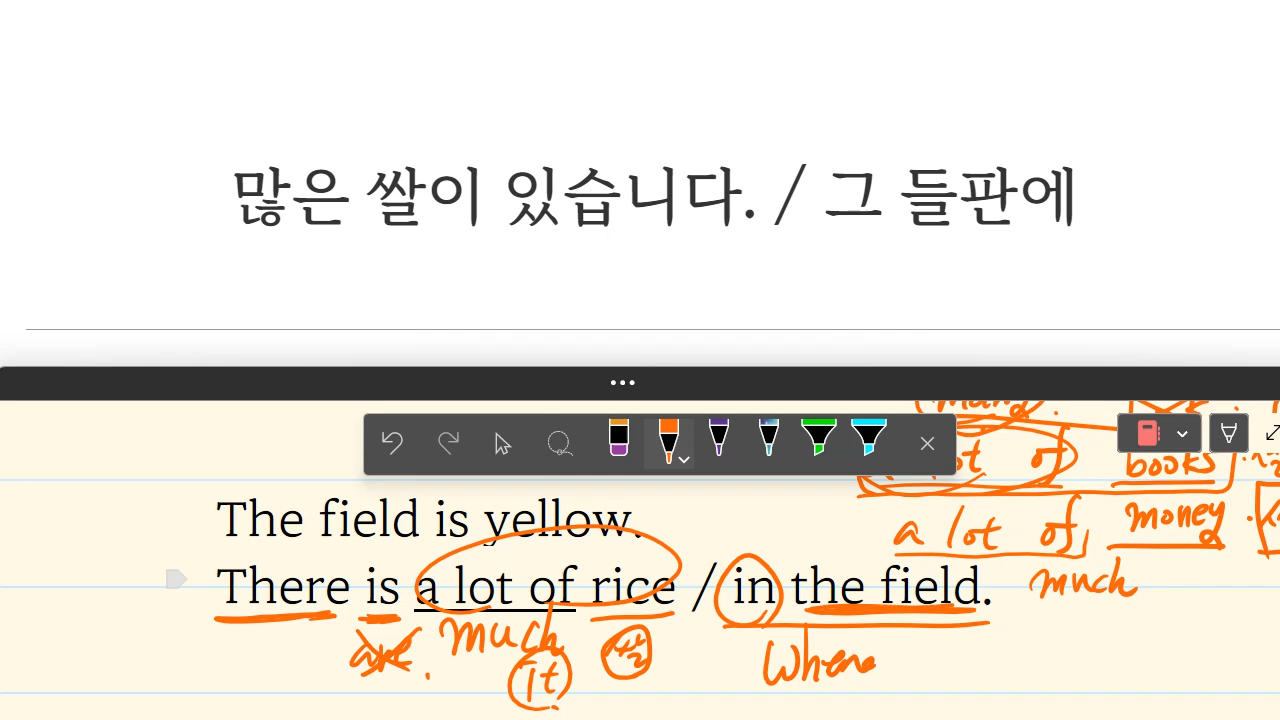 많은 쌀이 있습니다. / 그 들판에
lot of books
The field is yellow.
a lot of money
There is a lot of rice / in the field.
much
are. much where
it